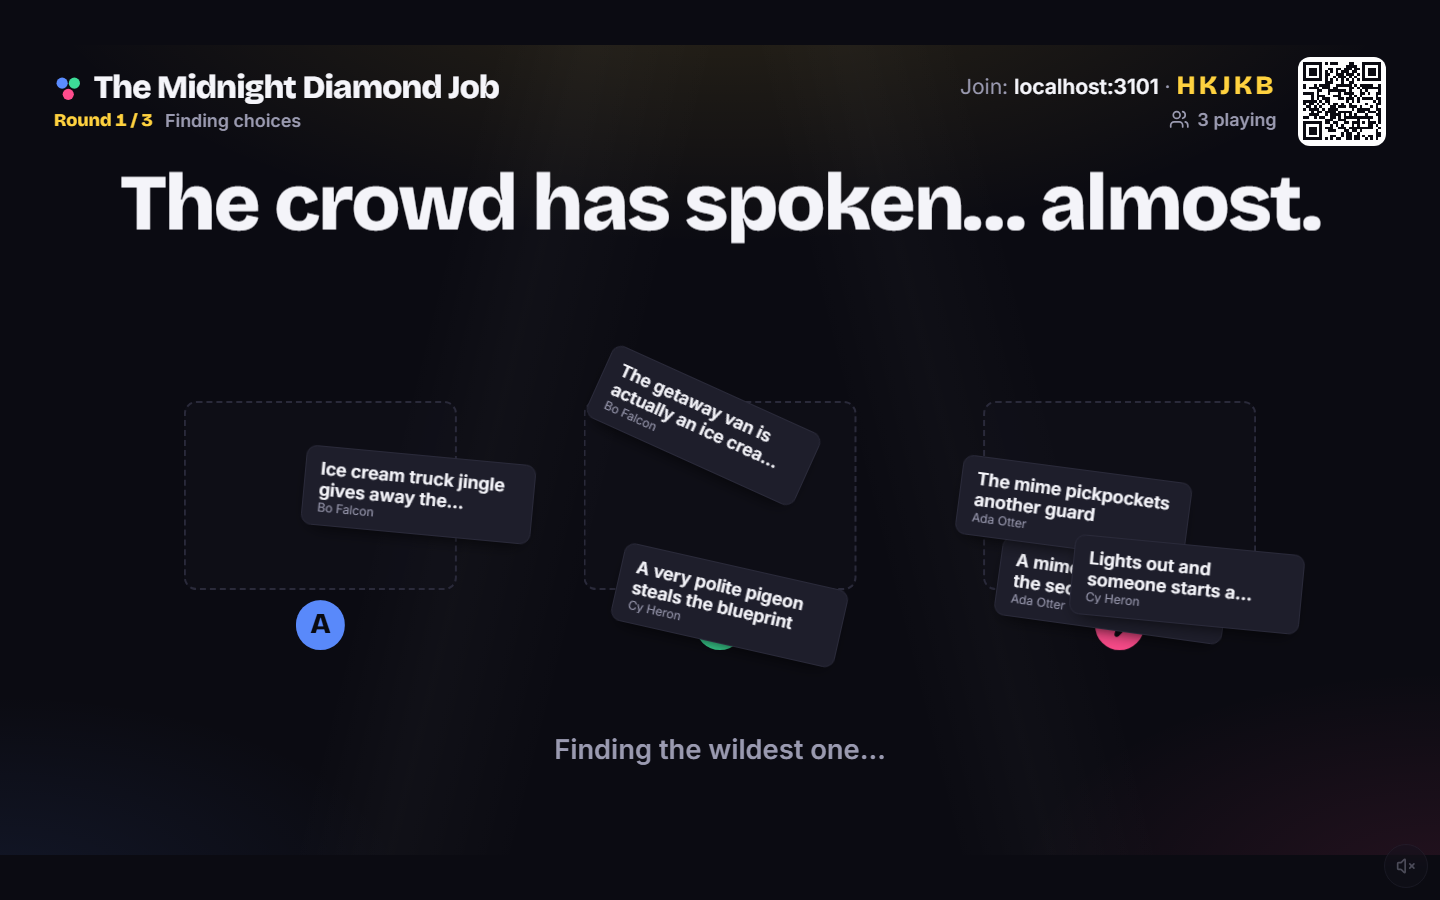 The Midnight Diamond Job
Round 1 / 3 Finding choices
Join: localhost:3101 · HKJKB
3 playing
The crowd has spoken... almost.
Ice cream truck jingle
gives away the...
Bo Falcon
The getaway van is
actually an ice crea...
Bo Falcon
A very polite pigeon
steals the blueprint
Cy Heron
The mime pickpockets
another guard
Ada Otter
A mime
the sec
Ada Otter
Lights out and
someone starts a...
Cy Heron
A
Finding the wildest one...